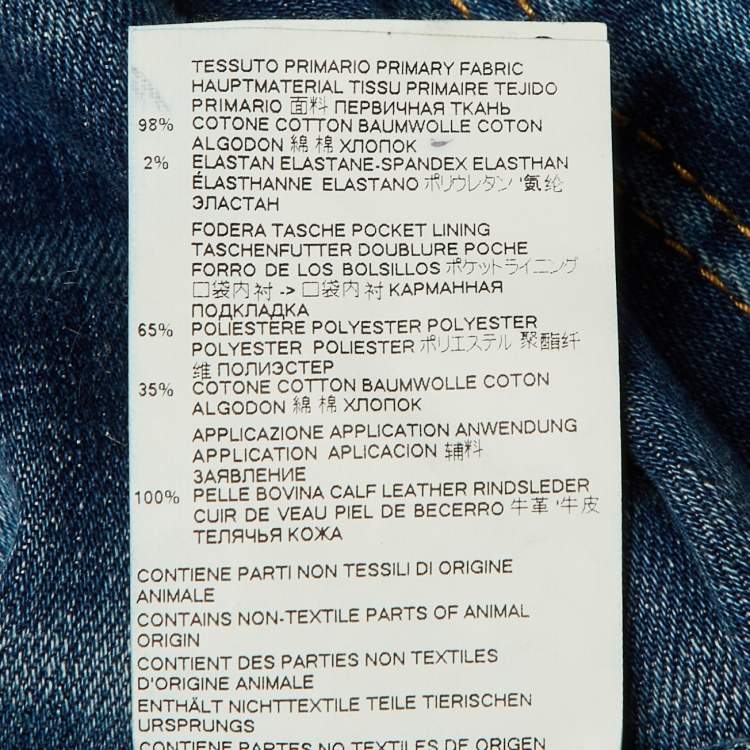 TESSUTO PRIMARIO PRIMARY FABRIC
HAUPTMATERIAL TISSU PRIMAIRE TEJIDO
PRIMARIO 面料 ПЕРВИЧНАЯ ТКАНЬ
98% COTONE COTTON BAUMWOLLE COTON
ALGODON 綿 棉 ХЛОПОК
2% ELASTAN ELASTANE-SPANDEX ELASTHAN
ÉLASTHANNE ELASTANO ポリウレタン '氨纶
ЭЛАСТАН
FODERA TASCHE POCKET LINING
TASCHENFUTTER DOUBLURE POCHE
FORRO DE LOS BOLSILLOS ポケットライニング
口袋内衬 -> 口袋内衬 КАРМАННАЯ
ПОДКЛАДКА
65% POLIESTERE POLYESTER POLYESTER
POLYESTER POLIESTER ポリエステル 聚酯纤
维 ПОЛИЭСТЕР
35% COTONE COTTON BAUMWOLLE COTON
ALGODON 綿 棉 ХЛОПОК
APPLICAZIONE APPLICATION ANWENDUNG
APPLICATION APLICACION 辅料
ЗАЯВЛЕНИЕ
100% PELLE BOVINA CALF LEATHER RINDSLEDER
CUIR DE VEAU PIEL DE BECERRO 牛革 '牛皮
ТЕЛЯЧЬЯ КОЖА
CONTIENE PARTI NON TESSILI DI ORIGINE
ANIMALE
CONTAINS NON-TEXTILE PARTS OF ANIMAL
ORIGIN
CONTIENT DES PARTIES NON TEXTILES
D'ORIGINE ANIMALE
ENTHÄLT NICHTTEXTILE TEILE TIERISCHEN
URSPRUNGS
CONTIENE PARTES NO TEXTILES DE ORIGEN